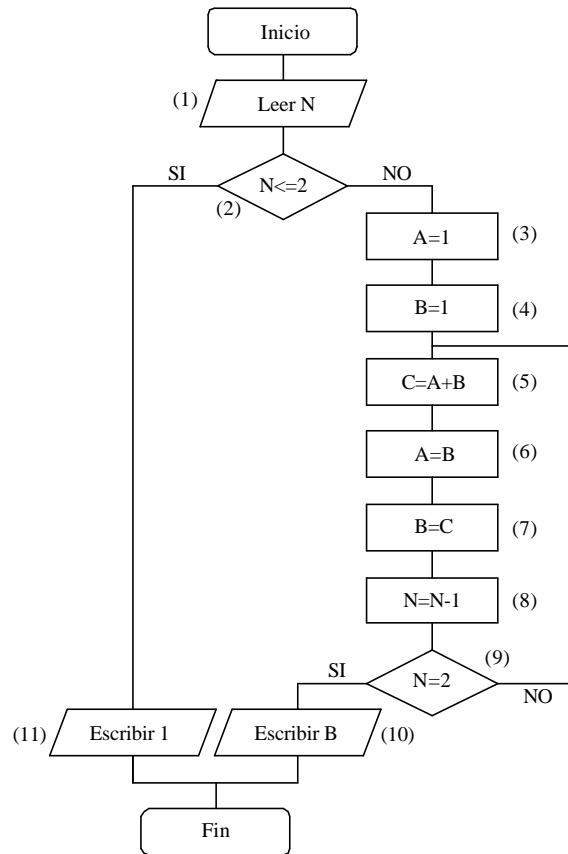 Inicio
(1)
Leer N
SI
N<=2
NO
(2)
A=1
(3)
B=1
(4)
C=A+B
(5)
A=B
(6)
B=C
(7)
N=N-1
(8)
(9)
SI
N=2
NO
(11)
Escribir 1
Escribir B
(10)
Fin